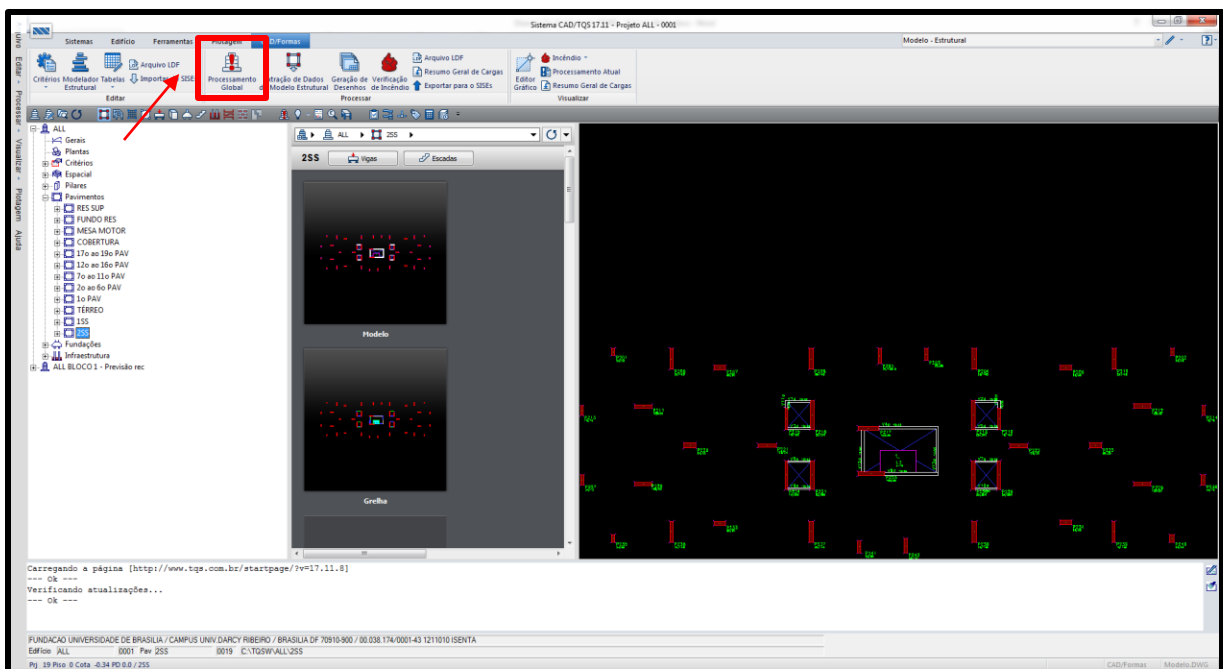 Sistema CAD/TQS 17.11 - Projeto ALL - 0001
Sistemas Edifício Ferramentas Plotagem CAD/Formas Modelo - Estrutural
Critérios Modelador Estrutural Tabelas Arquivo LDF Importar SISEs
Editar
Processamento Global
Extração de Dados do Modelo Estrutural
Geração de Desenhos
Verificação de Incêndio
Arquivo LDF
Resumo Geral de Cargas
Exportar para o SISEs
Processar
Editor Gráfico
Incêndio
Processamento Atual
Resumo Geral de Cargas
Visualizar
Editar
Processar
Visualizar
Plotagem
Ajuda
ALL
Gerais
Plantas
Critérios
Espacial
Pilares
Pavimentos
RES SUP
FUNDO RES
MESA MOTOR
COBERTURA
17o ao 19o PAV
12o ao 16o PAV
7o ao 11o PAV
2o ao 6o PAV
1o PAV
TÉRREO
1SS
2SS
Fundações
Infraestrutura
ALL BLOCO 1 - Previsão rec
ALL 2SS
2SS Vigas Escadas
Modelo
Grelha
Carregando a página [http://www.tqs.com.br/startpage/?v=17.11.8]
--- Ok ---
Verificando atualizações...
--- Ok ---
FUNDACAO UNIVERSIDADE DE BRASILIA / CAMPUS UNIV.DARCY RIBEIRO / BRASILIA DF 70910-900 / 00.038.174/0001-43 1211010 ISENTA
Edifício ALL 0001 Pav 2SS 0019 C:\TQSW\ALL\2SS
Prj 19 Piso 0 Cota -0.34 PD 0.0 / 2SS CAD/Formas Modelo.DWG